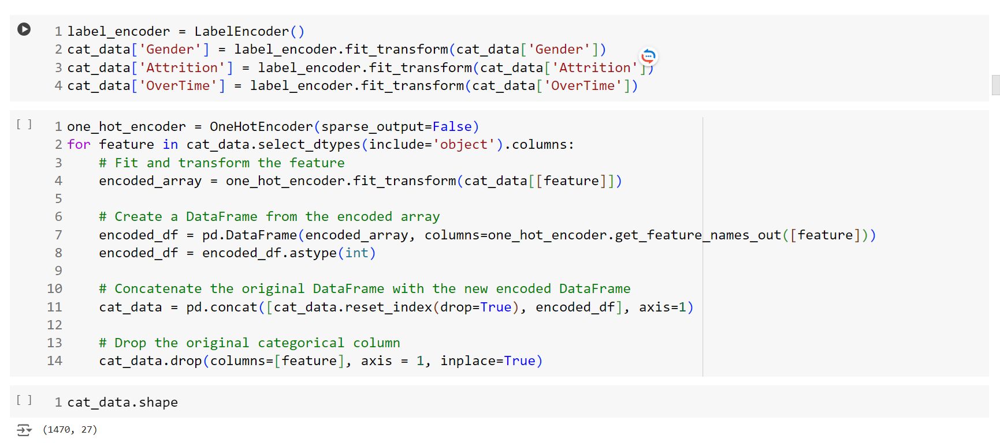 1 label_encoder = LabelEncoder()
2 cat_data['Gender'] = label_encoder.fit_transform(cat_data['Gender'])
3 cat_data['Attrition'] = label_encoder.fit_transform(cat_data['Attrition'])
4 cat_data['OverTime'] = label_encoder.fit_transform(cat_data['OverTime'])
[ ] 1 one_hot_encoder = OneHotEncoder(sparse_output=False)
2 for feature in cat_data.select_dtypes(include='object').columns:
3     # Fit and transform the feature
4     encoded_array = one_hot_encoder.fit_transform(cat_data[[feature]])
5
6     # Create a DataFrame from the encoded array
7     encoded_df = pd.DataFrame(encoded_array, columns=one_hot_encoder.get_feature_names_out([feature]))
8     encoded_df = encoded_df.astype(int)
9
10     # Concatenate the original DataFrame with the new encoded DataFrame
11     cat_data = pd.concat([cat_data.reset_index(drop=True), encoded_df], axis=1)
12
13     # Drop the original categorical column
14     cat_data.drop(columns=[feature], axis = 1, inplace=True)
[ ] 1 cat_data.shape
(1470, 27)